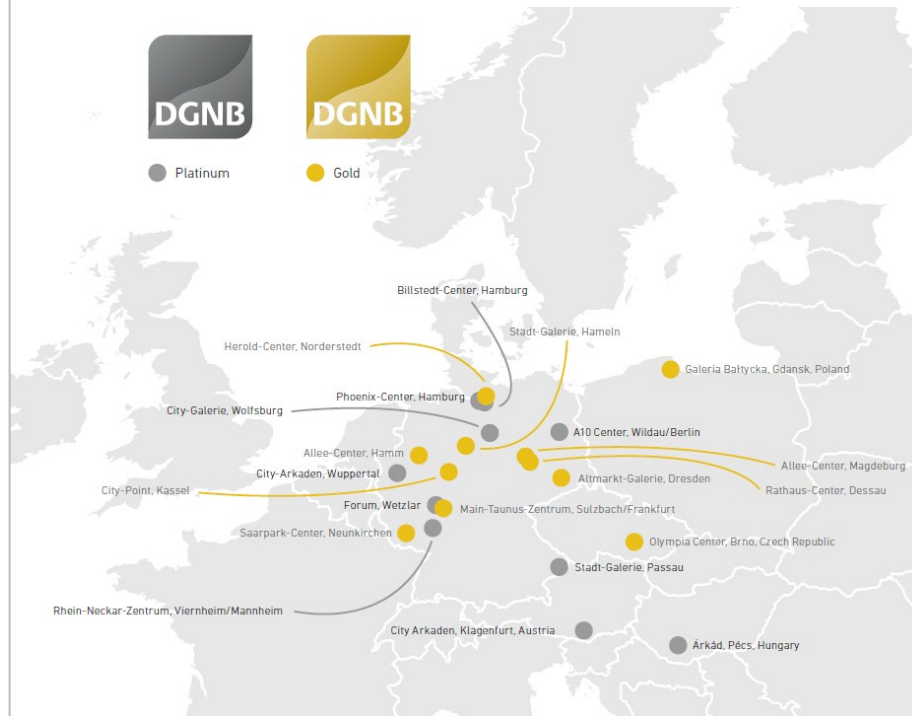 DGNB
DGNB
Platinum
Gold
Billstedt-Center, Hamburg
Stadt-Galerie, Hameln
Herold-Center, Norderstedt
Galeria Bałtycka, Gdansk, Poland
Phoenix-Center, Hamburg
City-Galerie, Wolfsburg
A10 Center, Wildau/Berlin
Allee-Center, Hamm
Allee-Center, Magdeburg
City-Arkaden, Wuppertal
Altmarkt-Galerie, Dresden
City-Point, Kassel
Rathaus-Center, Dessau
Forum, Wetzlar
Main-Taunus-Zentrum, Sulzbach/Frankfurt
Saarpark-Center, Neunkirchen
Olympia Center, Brno, Czech Republic
Stadt-Galerie, Passau
Rhein-Neckar-Zentrum, Viernheim/Mannheim
City Arkaden, Klagenfurt, Austria
Árkád, Pécs, Hungary